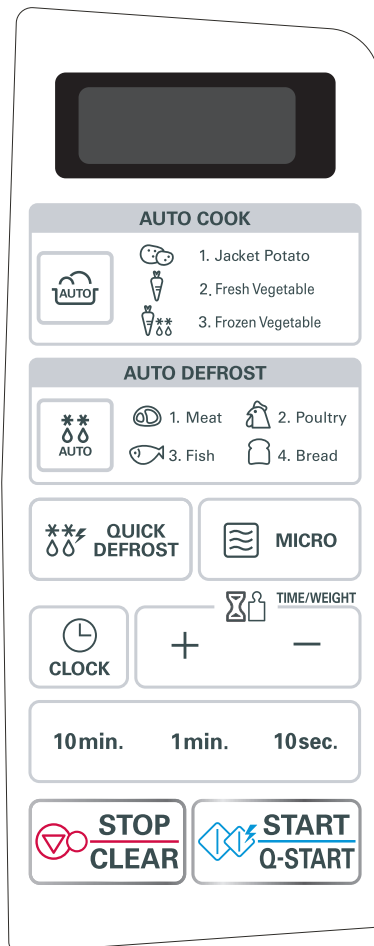 AUTO COOK
AUTO
1. Jacket Potato
2. Fresh Vegetable
3. Frozen Vegetable
AUTO DEFROST
AUTO
1. Meat 2. Poultry
3. Fish 4. Bread
QUICK
DEFROST
MICRO
TIME/WEIGHT
CLOCK
+ −
10min. 1min. 10sec.
STOP
CLEAR
START
Q-START